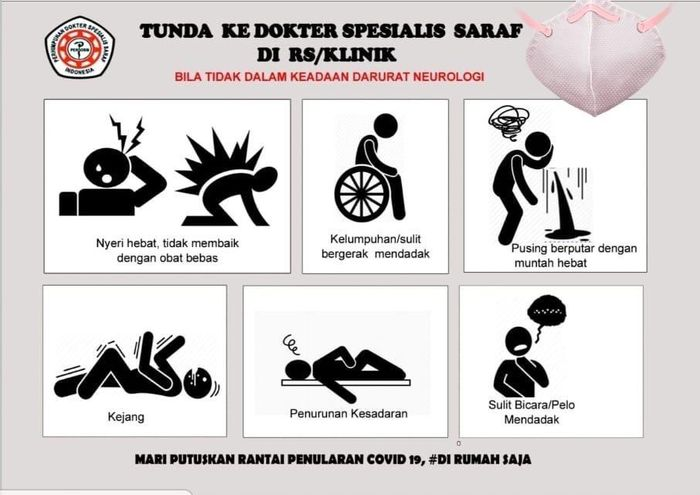 TUNDA KE DOKTER SPESIALIS SARAF
DI RS/KLINIK
BILA TIDAK DALAM KEADAAN DARURAT NEUROLOGI
PERHIMPUNAN DOKTER SPESIALIS SARAF
INDONESIA
Nyeri hebat, tidak membaik
dengan obat bebas
Kelumpuhan/sulit
bergerak mendadak
Pusing berputar dengan
muntah hebat
Kejang
Penurunan Kesadaran
Sulit Bicara/Pelo
Mendadak
MARI PUTUSKAN RANTAI PENULARAN COVID 19, #DI RUMAH SAJA